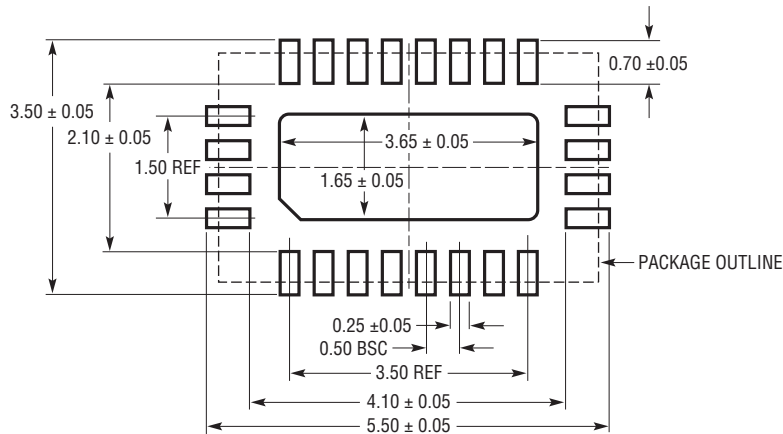 0.70 ±0.05
3.50 ± 0.05
2.10 ± 0.05
3.65 ± 0.05
1.50 REF
1.65 ± 0.05
PACKAGE OUTLINE
0.25 ±0.05
0.50 BSC
3.50 REF
4.10 ± 0.05
5.50 ± 0.05